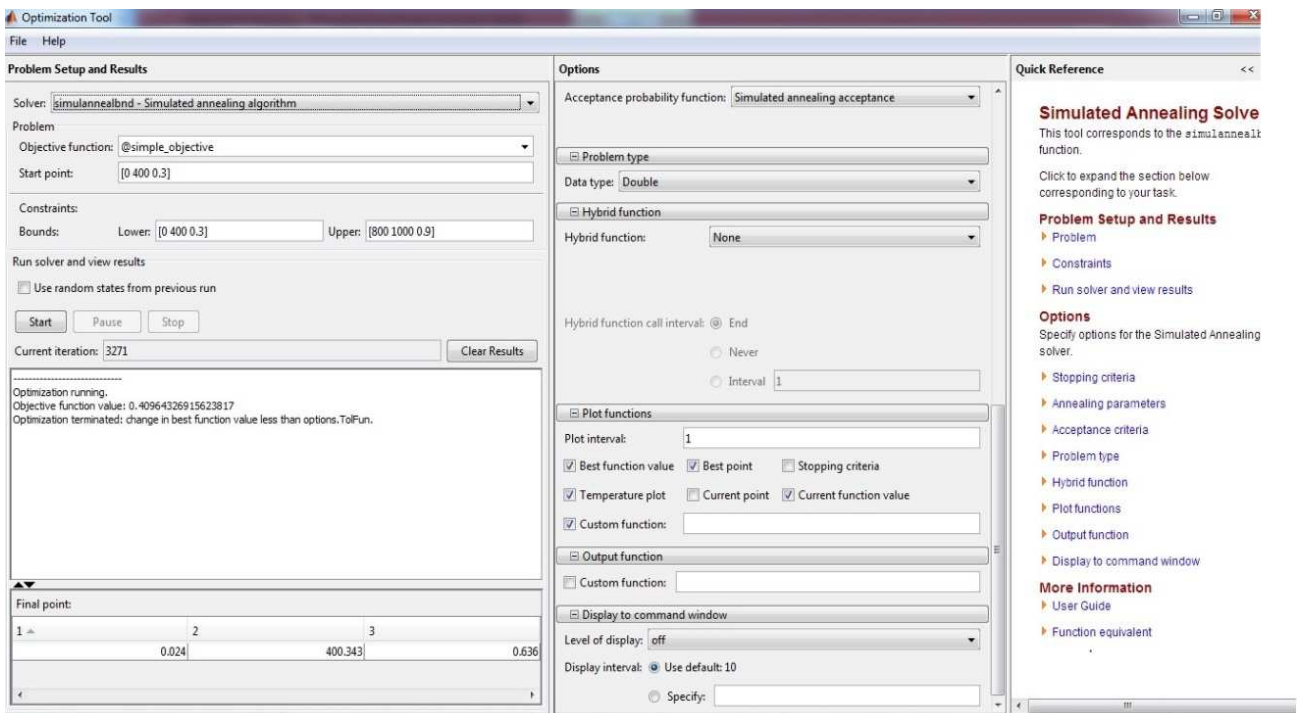 Optimization Tool
File Help
Problem Setup and Results
Solver: simulannealbnd - Simulated annealing algorithm
Problem
Objective function: @simple_objective
Start point: [0 400 0.3]
Constraints:
Bounds: Lower: [0 400 0.3] Upper: [800 1000 0.9]
Run solver and view results
Use random states from previous run
Start Pause Stop
Current iteration: 3271 Clear Results
------------------------------
Optimization running.
Objective function value: 0.40964326915623817
Optimization terminated: change in best function value less than options.TolFun.
Final point:
1 2 3
0.024 400.343 0.636
Options
Acceptance probability function: Simulated annealing acceptance
Problem type
Data type: Double
Hybrid function
Hybrid function: None
Hybrid function call interval: End
Never
Interval 1
Plot functions
Plot interval: 1
Best function value Best point Stopping criteria
Temperature plot Current point Current function value
Custom function:
Output function
Custom function:
Display to command window
Level of display: off
Display interval: Use default: 10
Specify:
Quick Reference <<
Simulated Annealing Solve
This tool corresponds to the simulannealb
function.
Click to expand the section below
corresponding to your task.
Problem Setup and Results
Problem
Constraints
Run solver and view results
Options
Specify options for the Simulated Annealing
solver.
Stopping criteria
Annealing parameters
Acceptance criteria
Problem type
Hybrid function
Plot functions
Output function
Display to command window
More Information
User Guide
Function equivalent